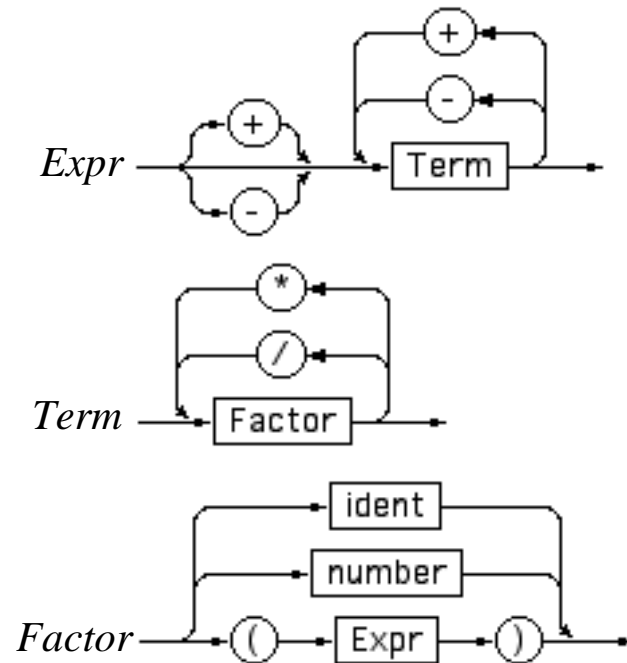 +
-
+
-
Expr Term
*
/
Term Factor
ident
number
Factor ( Expr )